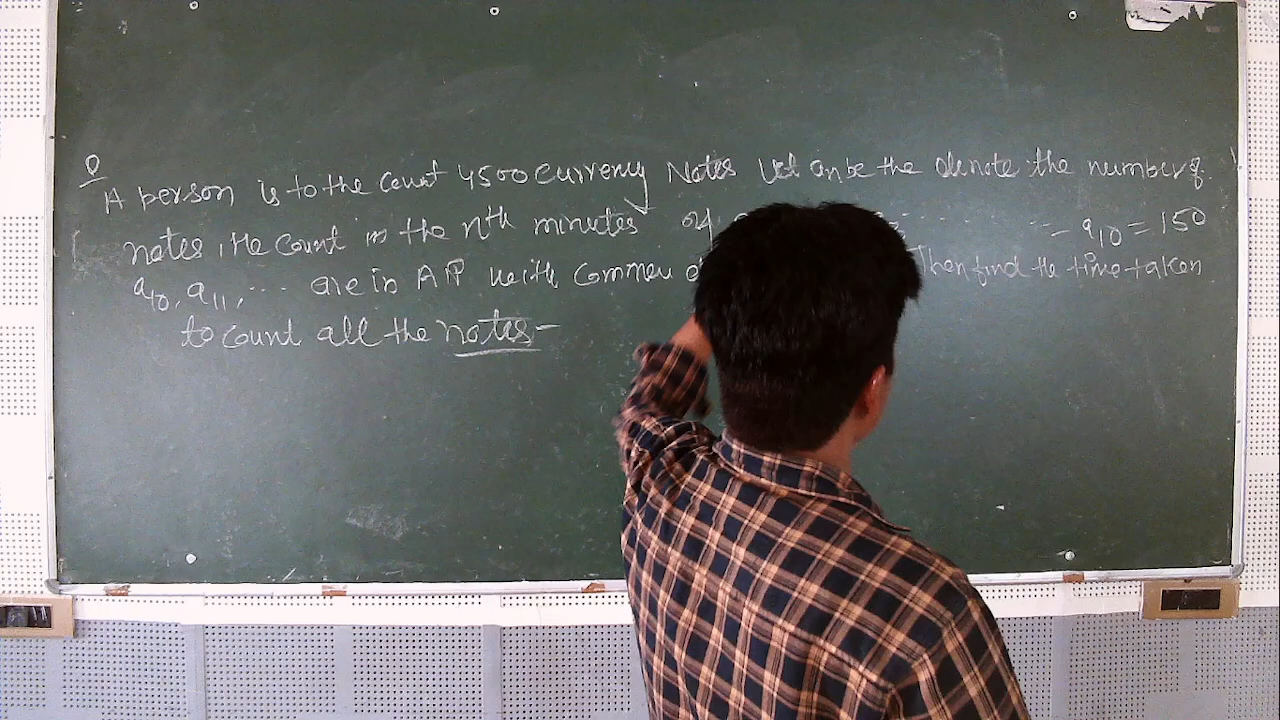 Q
A person is to the Count 4500 currency Notes Let an be the denote the number of
notes, He Count in the nth minutes of = a10 = 150
a10, a11, ... are in AP with common Then find the time taken
to count all the notes-